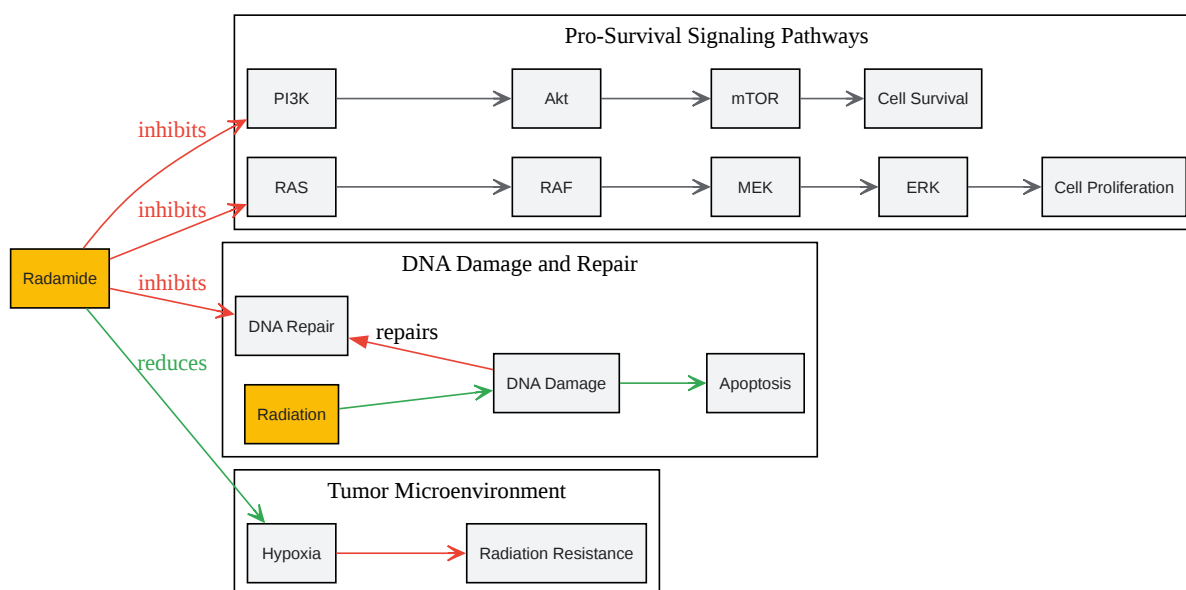 Pro-Survival Signaling Pathways
PI3K
Akt
mTOR
Cell Survival
inhibits
RAS
RAF
MEK
ERK
Cell Proliferation
inhibits
Radamide
inhibits
DNA Damage and Repair
DNA Repair
repairs
DNA Damage
Apoptosis
Radiation
reduces
Tumor Microenvironment
Hypoxia
Radiation Resistance